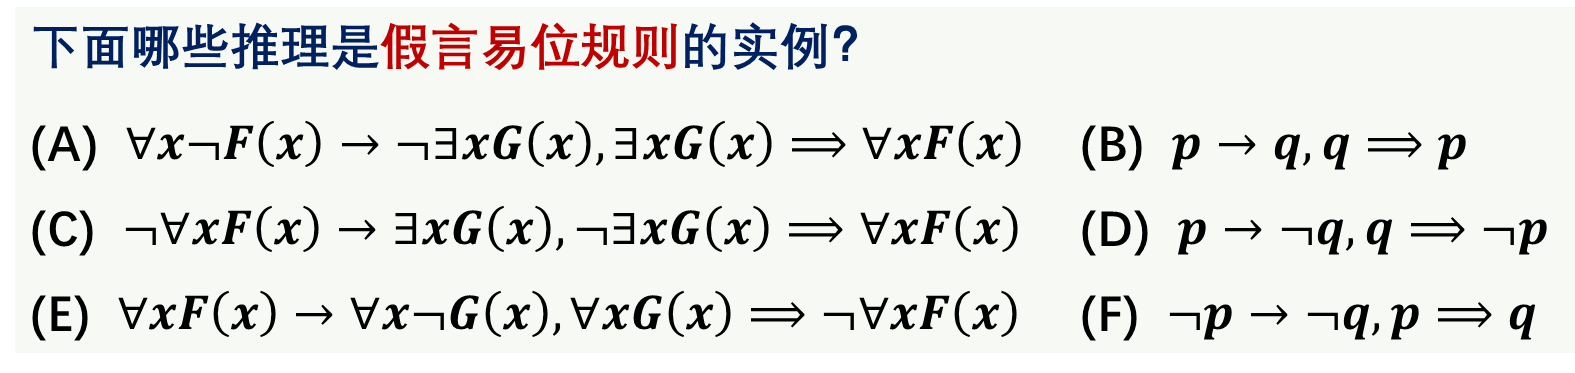 下面哪些推理是假言易位规则的实例?
(A) ∀x¬F(x) → ¬∃xG(x), ∃xG(x) ⟹ ∀xF(x) (B) p → q, q ⟹ p
(C) ¬∀xF(x) → ∃xG(x), ¬∃xG(x) ⟹ ∀xF(x) (D) p → ¬q, q ⟹ ¬p
(E) ∀xF(x) → ∀x¬G(x), ∀xG(x) ⟹ ¬∀xF(x) (F) ¬p → ¬q, p ⟹ q